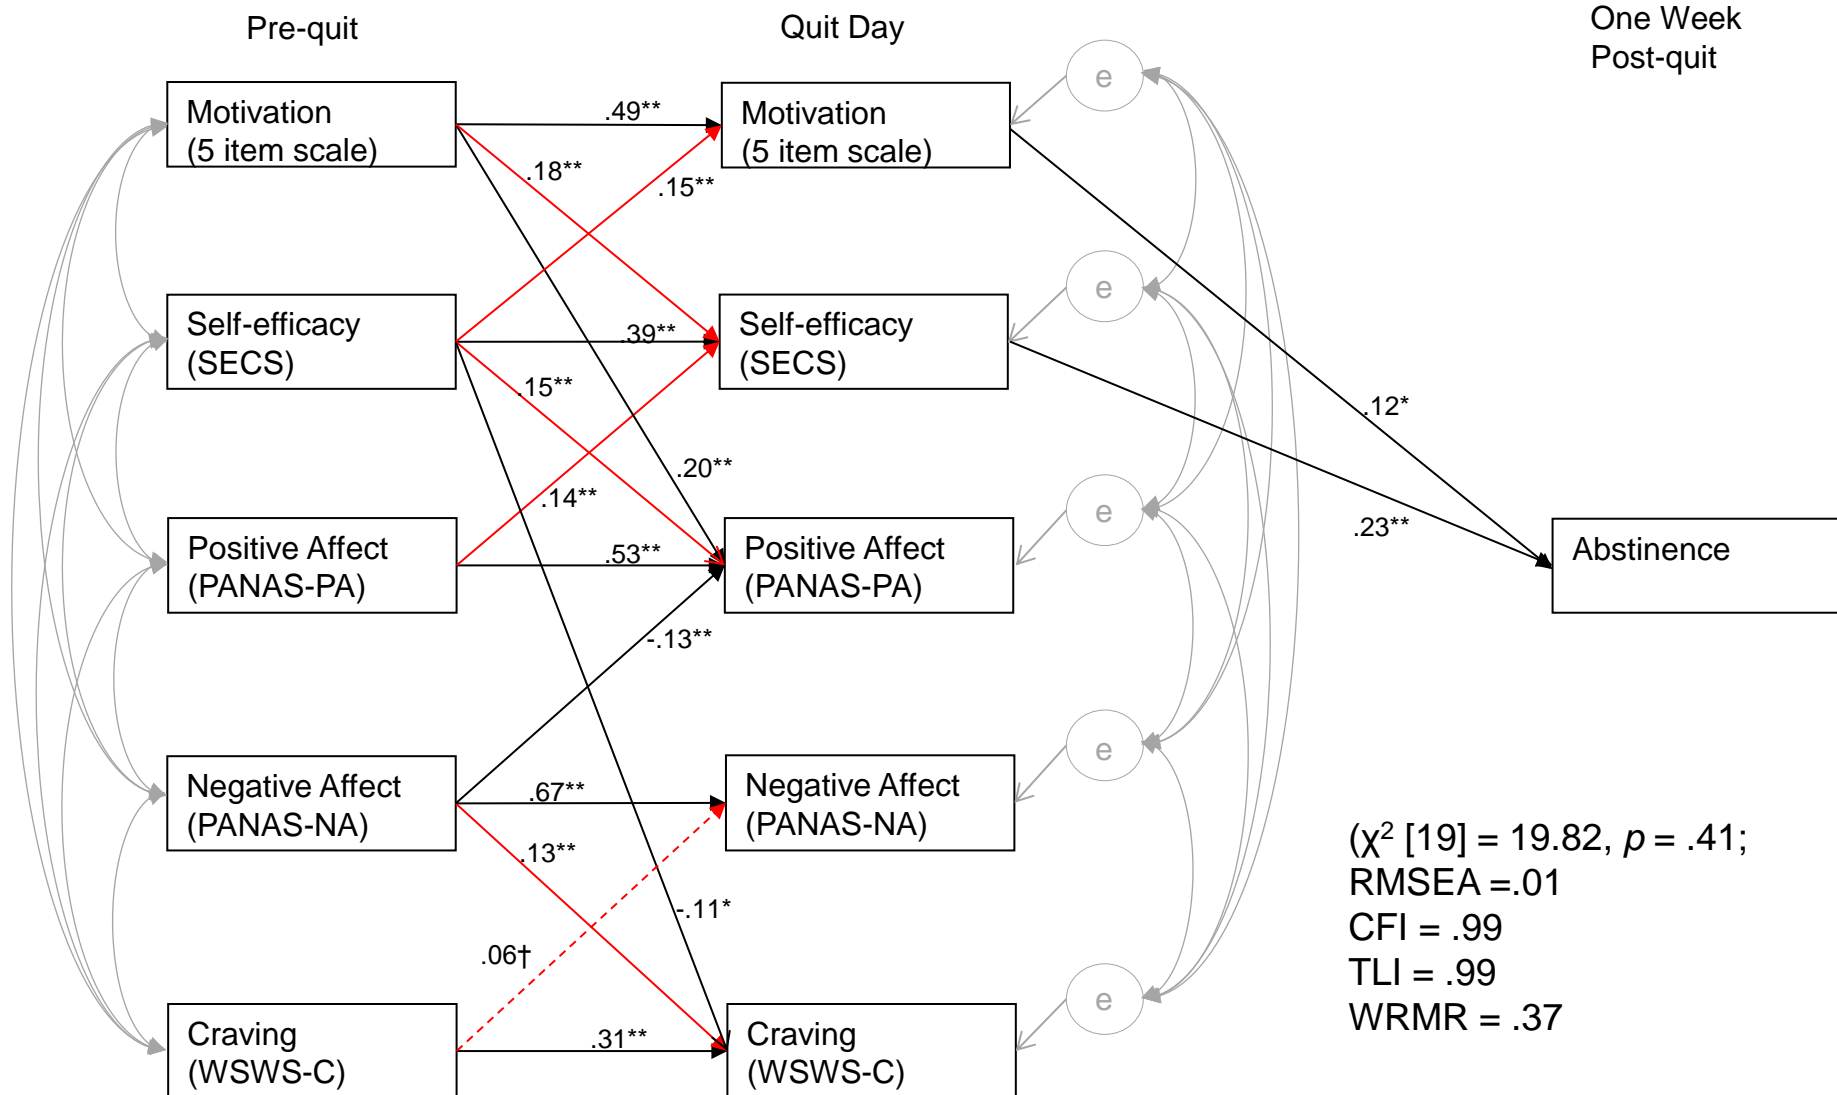 Pre-quit
Quit Day
One Week
Post-quit
Motivation
(5 item scale)
.49**
Motivation
(5 item scale)
e
.18**
.15**
Self-efficacy
(SECS)
.39**
Self-efficacy
(SECS)
e
.15**
.12*
.20**
.14**
.23**
Positive Affect
(PANAS-PA)
.53**
Positive Affect
(PANAS-PA)
e
Abstinence
-.13**
Negative Affect
(PANAS-NA)
.67**
Negative Affect
(PANAS-NA)
e
.13**
-.11*
.06†
(χ² [19] = 19.82, p = .41;
RMSEA =.01
CFI = .99
TLI = .99
WRMR = .37
Craving
(WSWS-C)
.31**
Craving
(WSWS-C)
e